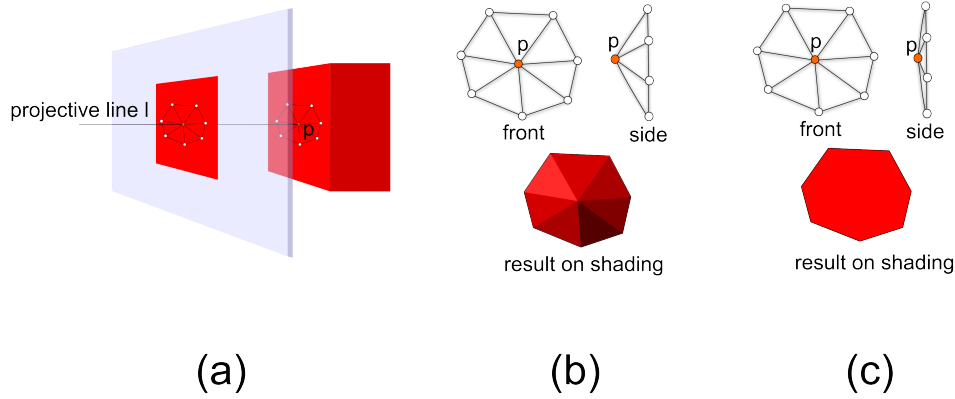 projective line l
p
(a)
p
p
front
side
result on shading
(b)
p
p
front
side
result on shading
(c)